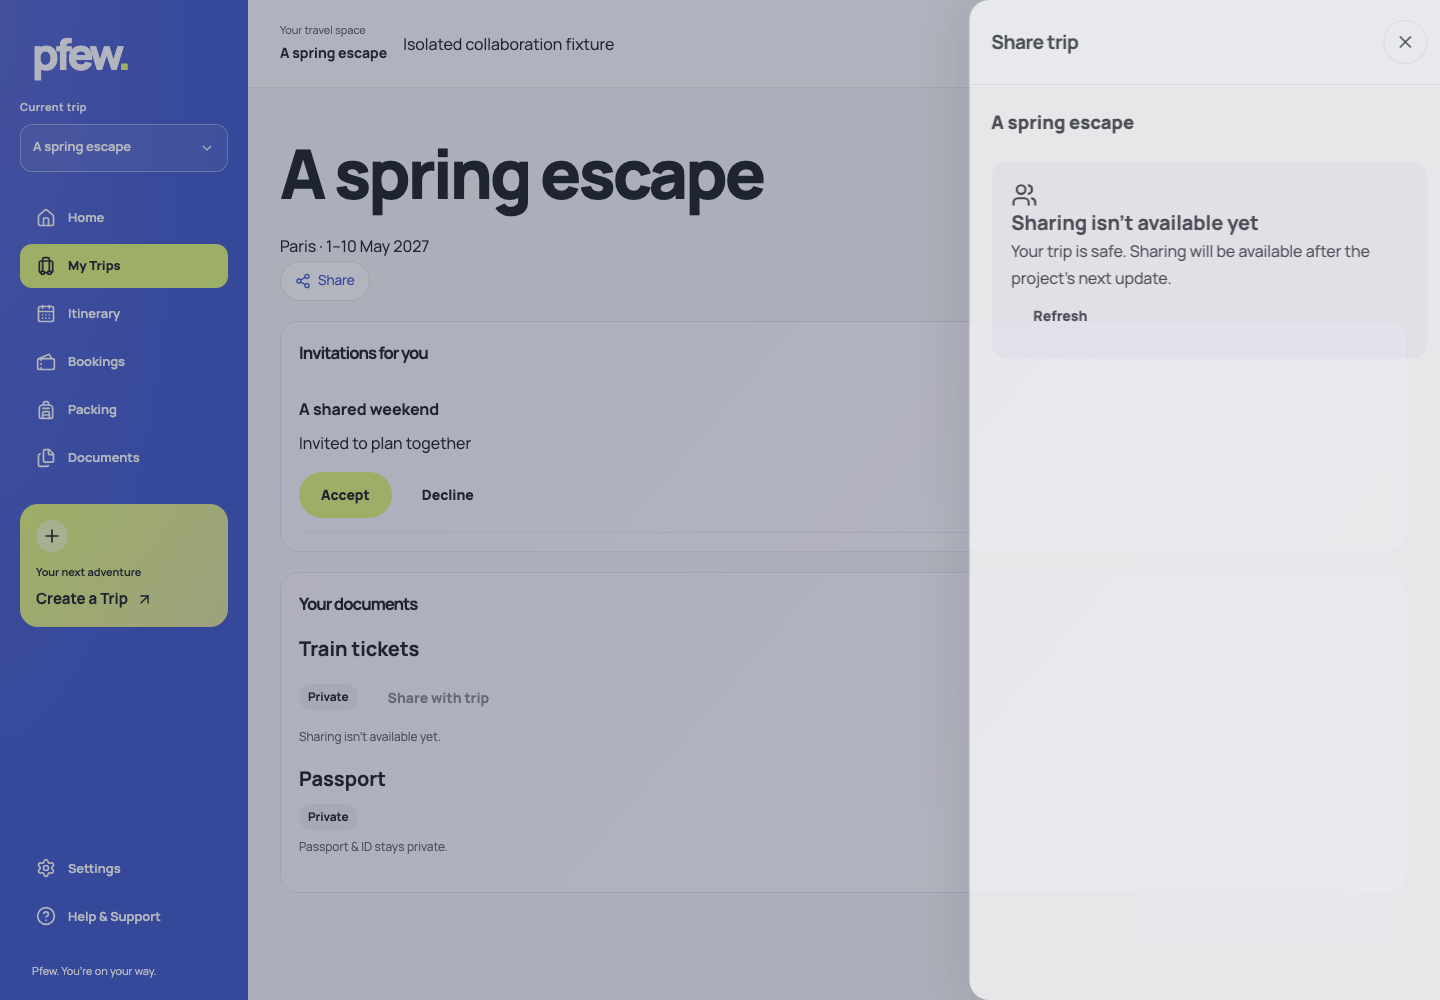 pfew.
Current trip
A spring escape
Home
My Trips
Itinerary
Bookings
Packing
Documents
Your next adventure
Create a Trip
Settings
Help & Support
Pfew. You're on your way.
Your travel space
A spring escape
Isolated collaboration fixture
A spring escape
Paris · 1–10 May 2027
Share
Invitations for you
A shared weekend
Invited to plan together
Accept
Decline
Your documents
Train tickets
Private
Share with trip
Sharing isn't available yet.
Passport
Private
Passport & ID stays private.
Share trip
A spring escape
Sharing isn't available yet
Your trip is safe. Sharing will be available after the
project's next update.
Refresh